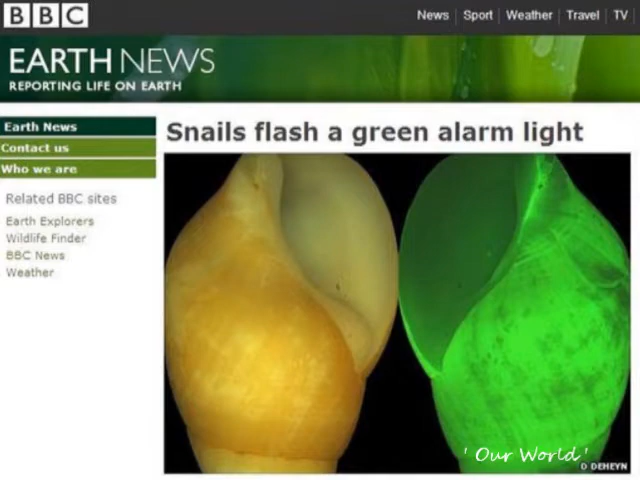 BBC
News Sport Weather Travel TV
EARTH NEWS
REPORTING LIFE ON EARTH
Earth News
Contact us
Who we are
Related BBC sites
Earth Explorers
Wildlife Finder
BBC News
Weather
Snails flash a green alarm light
' Our World '
D DEHEYN